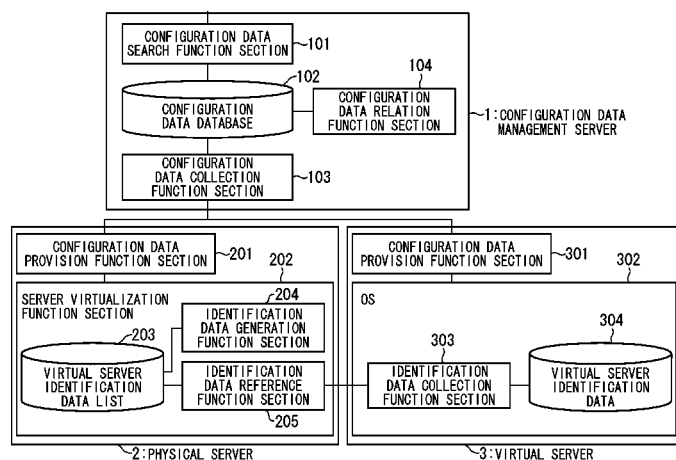 CONFIGURATION DATA
SEARCH FUNCTION SECTION
101
102
CONFIGURATION
DATA DATABASE
104
CONFIGURATION
DATA RELATION
FUNCTION SECTION
1:CONFIGURATION DATA
MANAGEMENT SERVER
CONFIGURATION
DATA COLLECTION
FUNCTION SECTION
103
CONFIGURATION DATA
PROVISION FUNCTION SECTION
201
202
SERVER VIRTUALIZATION
FUNCTION SECTION
203
VIRTUAL SERVER
IDENTIFICATION
DATA LIST
204
IDENTIFICATION
DATA GENERATION
FUNCTION SECTION
IDENTIFICATION
DATA REFERENCE
FUNCTION SECTION
205
2:PHYSICAL SERVER
CONFIGURATION DATA
PROVISION FUNCTION SECTION
301
302
OS
303
IDENTIFICATION
DATA COLLECTION
FUNCTION SECTION
304
VIRTUAL SERVER
IDENTIFICATION
DATA
3:VIRTUAL SERVER